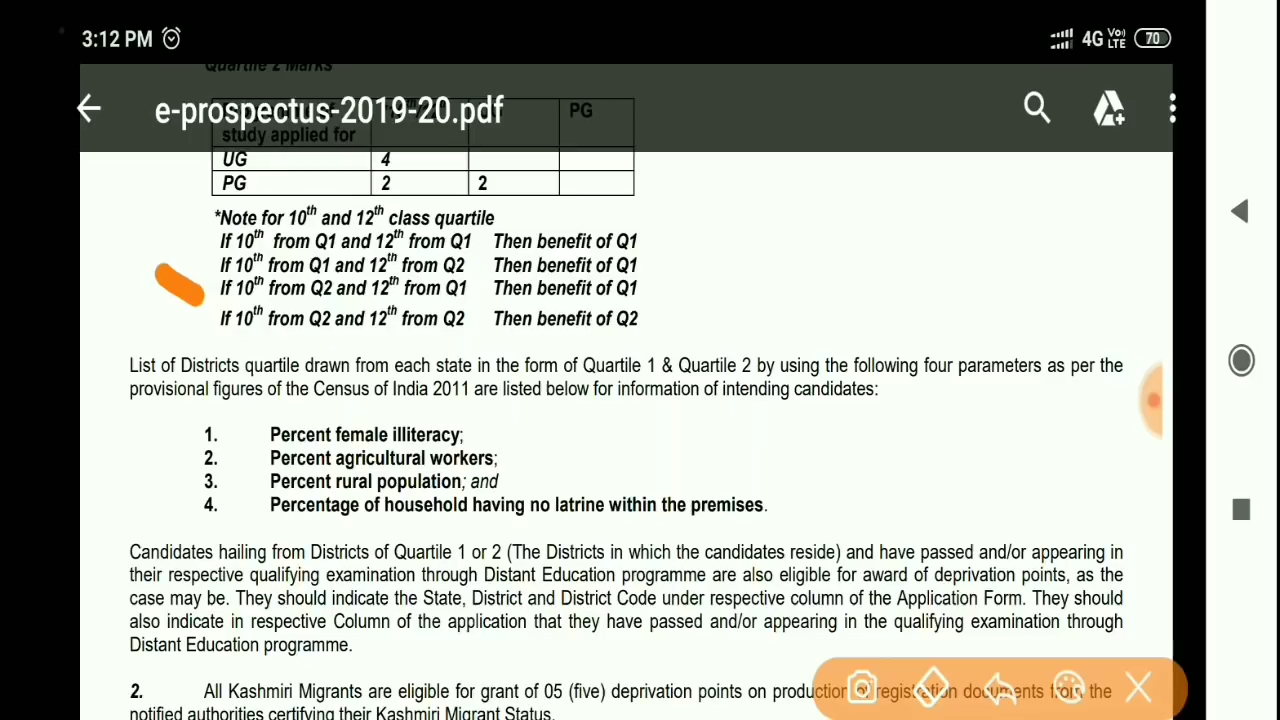 3:12 PM
4G VoLTE 70
Quartile 2 Marks
e-prospectus-2019-20.pdf
PG
study applied for
UG 4
PG 2 2
*Note for 10th and 12th class quartile
If 10th from Q1 and 12th from Q1 Then benefit of Q1
If 10th from Q1 and 12th from Q2 Then benefit of Q1
If 10th from Q2 and 12th from Q1 Then benefit of Q1
If 10th from Q2 and 12th from Q2 Then benefit of Q2
List of Districts quartile drawn from each state in the form of Quartile 1 & Quartile 2 by using the following four parameters as per the
provisional figures of the Census of India 2011 are listed below for information of intending candidates:
1. Percent female illiteracy;
2. Percent agricultural workers;
3. Percent rural population; and
4. Percentage of household having no latrine within the premises.
Candidates hailing from Districts of Quartile 1 or 2 (The Districts in which the candidates reside) and have passed and/or appearing in
their respective qualifying examination through Distant Education programme are also eligible for award of deprivation points, as the
case may be. They should indicate the State, District and District Code under respective column of the Application Form. They should
also indicate in respective Column of the application that they have passed and/or appearing in the qualifying examination through
Distant Education programme.
2. All Kashmiri Migrants are eligible for grant of 05 (five) deprivation points on production of registration documents from the
notified authorities certifying their Kashmiri Migrant Status.